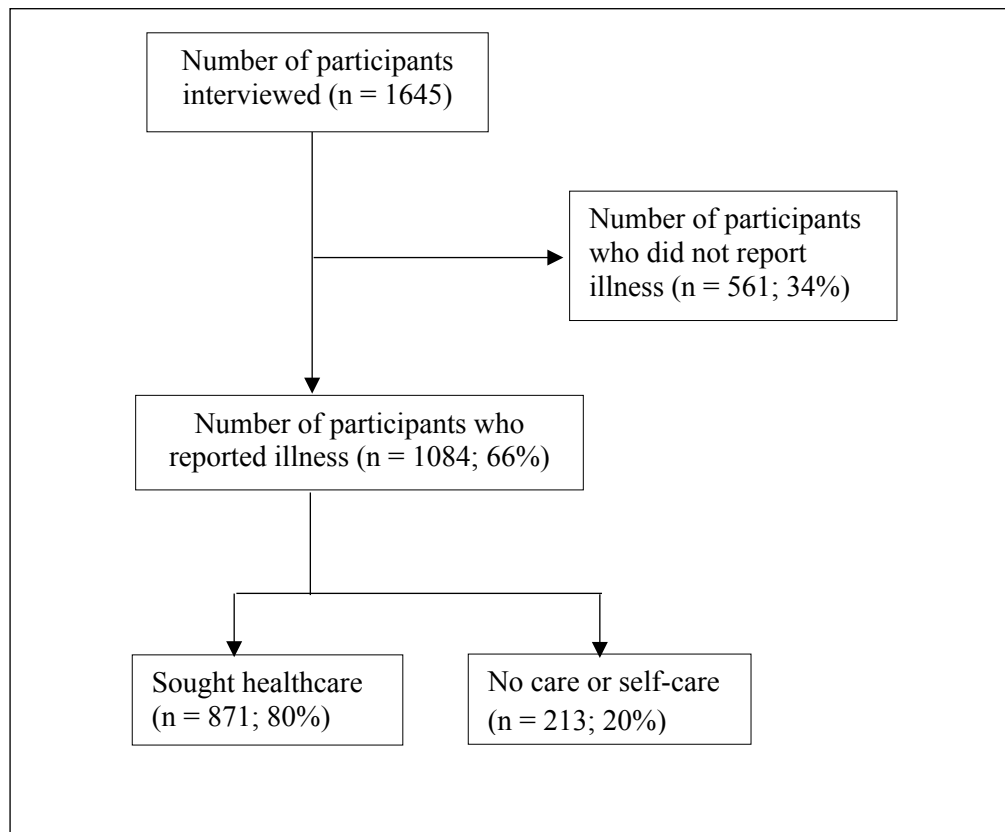 Number of participants
interviewed (n = 1645)
Number of participants
who did not report
illness (n = 561; 34%)
Number of participants who
reported illness (n = 1084; 66%)
Sought healthcare
(n = 871; 80%)
No care or self-care
(n = 213; 20%)